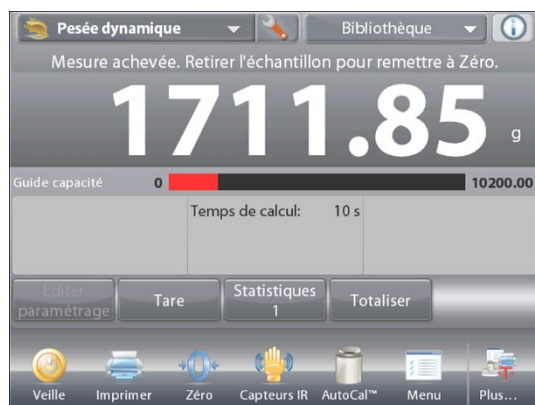 Pesée dynamique Bibliothèque
Mesure achevée. Retirer l'échantillon pour remettre à Zéro.
1711.85 g
Guide capacité 0 10200.00
Temps de calcul: 10 s
Editer
paramétrage
Tare
Statistiques
1
Totaliser
Veille Imprimer Zéro Capteurs IR AutoCal™ Menu Plus...